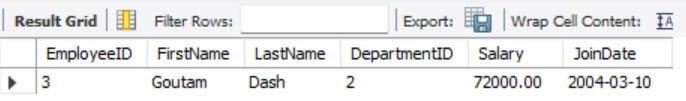 Result Grid Filter Rows: Export: Wrap Cell Content: IA
EmployeeID FirstName LastName DepartmentID Salary JoinDate
3 Goutam Dash 2 72000.00 2004-03-10